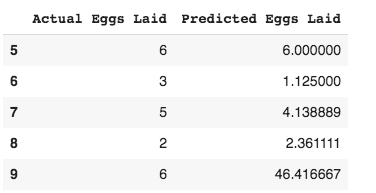 Actual Eggs Laid Predicted Eggs Laid
5 6 6.000000
6 3 1.125000
7 5 4.138889
8 2 2.361111
9 6 46.416667